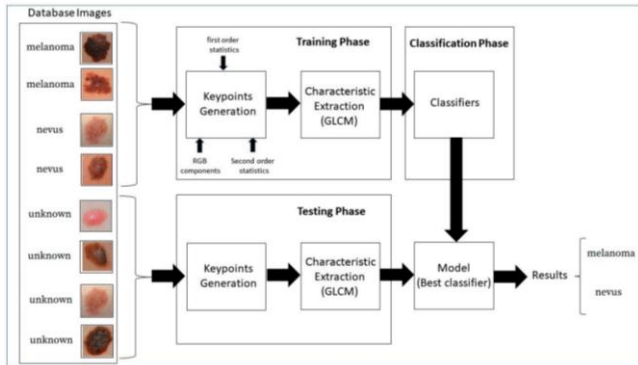 Database Images
melanoma
melanoma
nevus
nevus
unknown
unknown
unknown
unknown
Training Phase
first order
statistics
Keypoints
Generation
RGB
components
Second order
statistics
Characteristic
Extraction
(GLCM)
Classification Phase
Classifiers
Testing Phase
Keypoints
Generation
Characteristic
Extraction
(GLCM)
Model
(Best classifier)
Results
melanoma
nevus